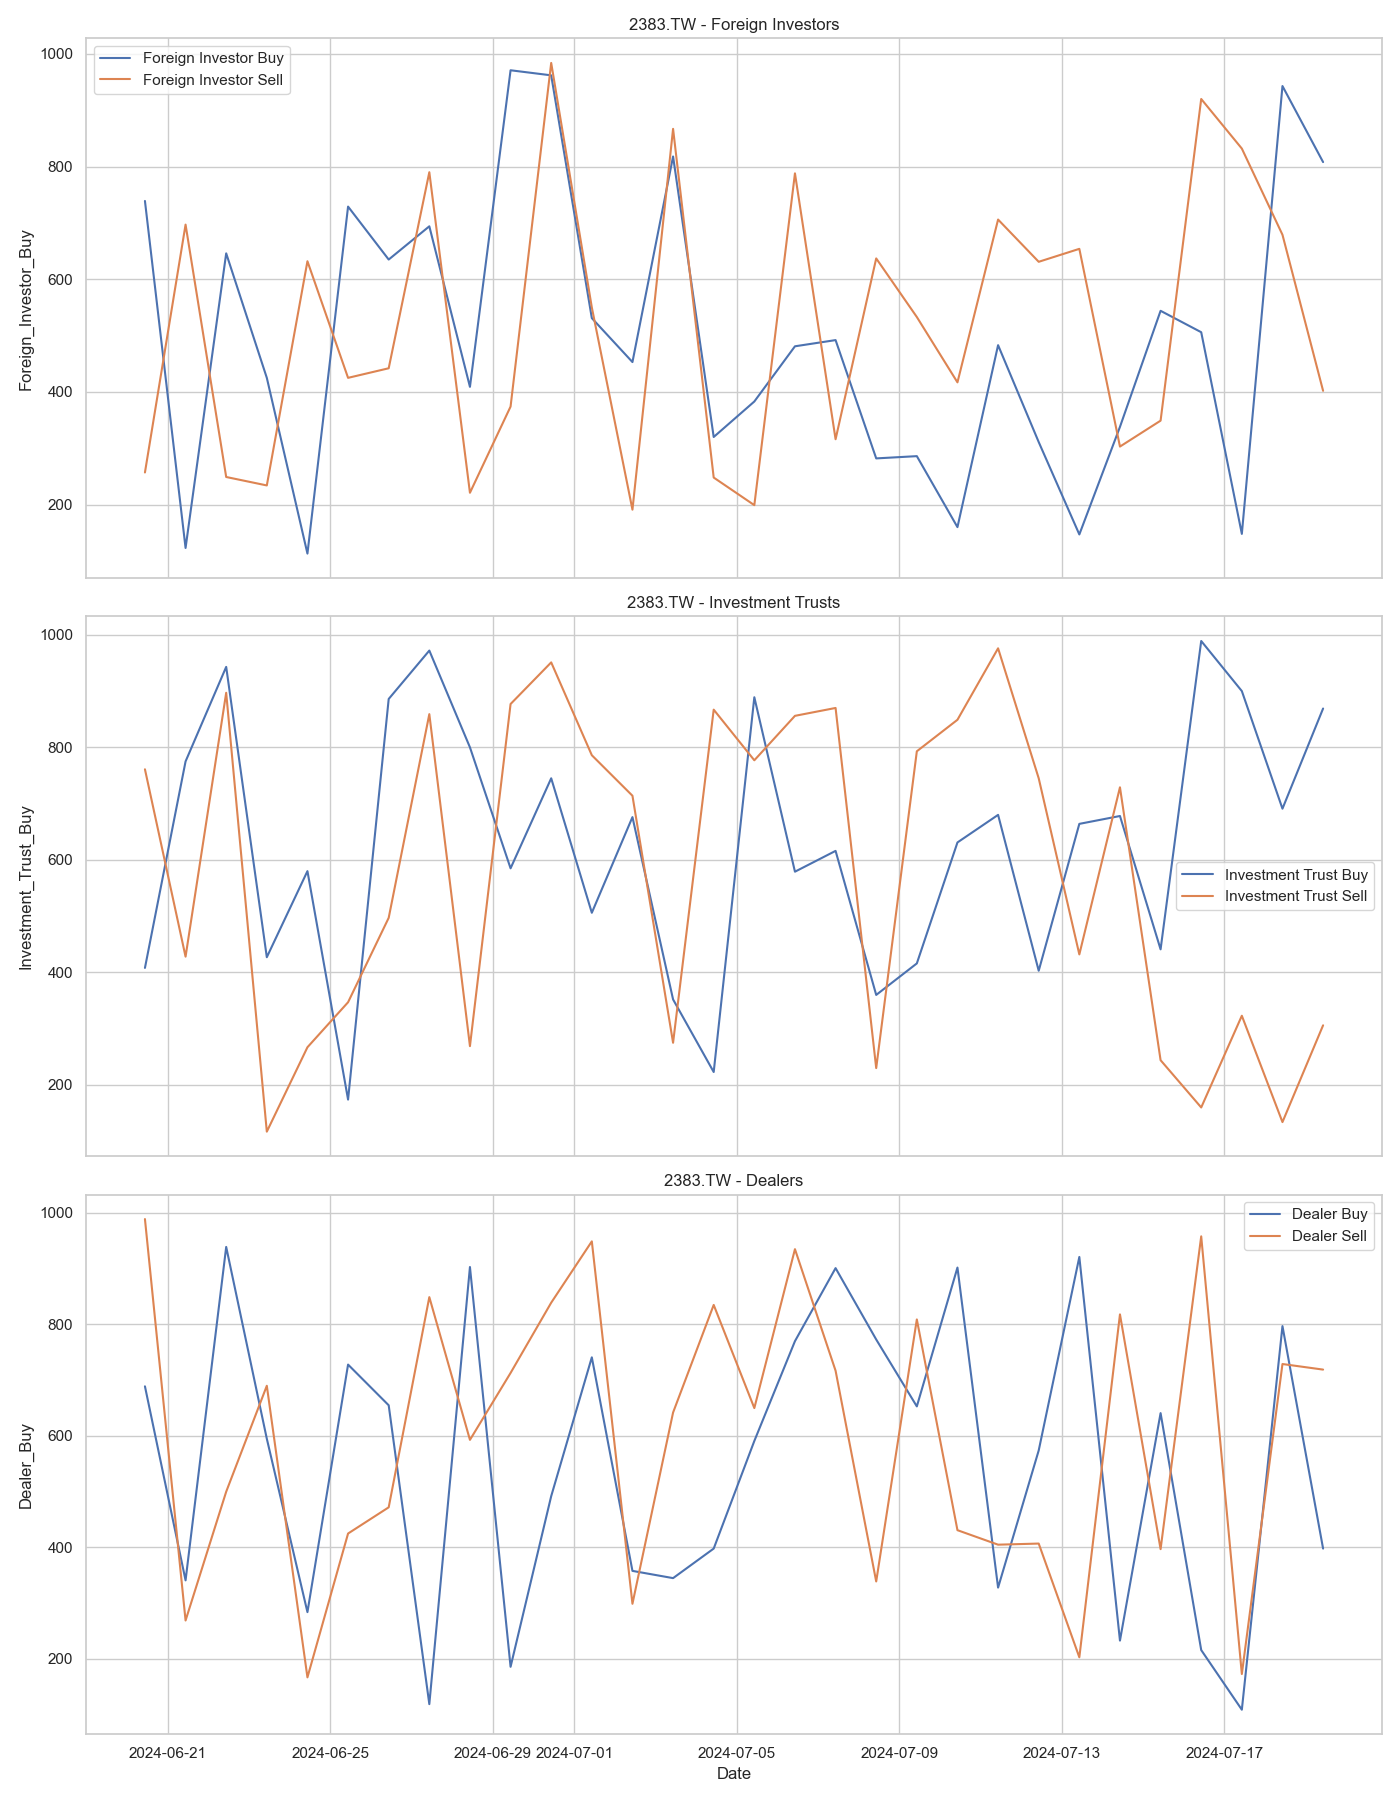 2383.TW - Foreign Investors
Foreign Investor Buy
Foreign Investor Sell
Foreign_Investor_Buy
1000
800
600
400
200
2383.TW - Investment Trusts
Investment Trust Buy
Investment Trust Sell
Investment_Trust_Buy
1000
800
600
400
200
2383.TW - Dealers
Dealer Buy
Dealer Sell
Dealer_Buy
1000
800
600
400
200
2024-06-21 2024-06-25 2024-06-29 2024-07-01 2024-07-05 2024-07-09 2024-07-13 2024-07-17
Date